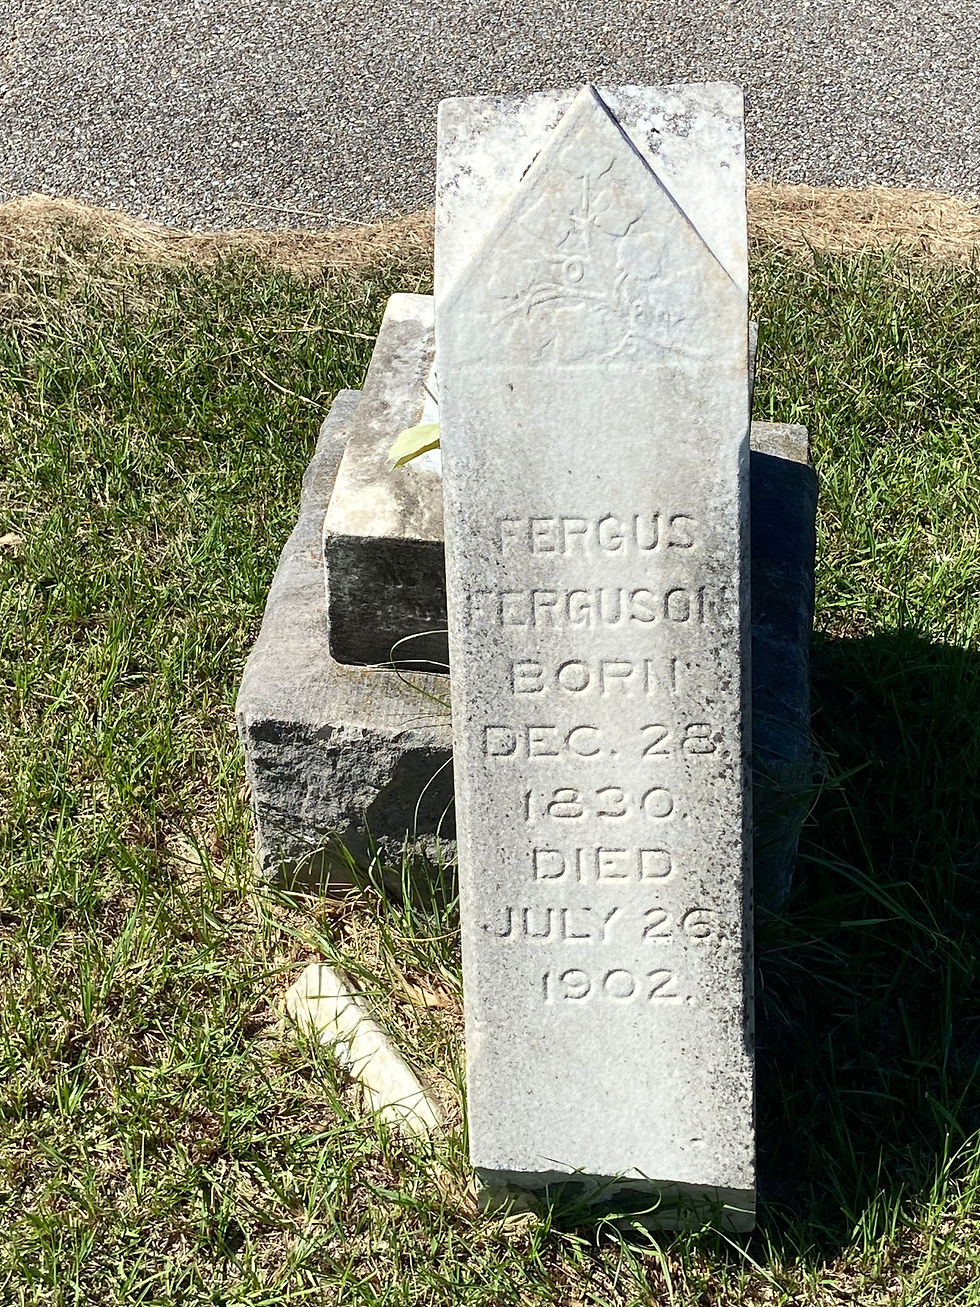 FERGUS
FERGUSON
BORN
DEC. 28.
1830.
DIED
JULY 26.
1902.